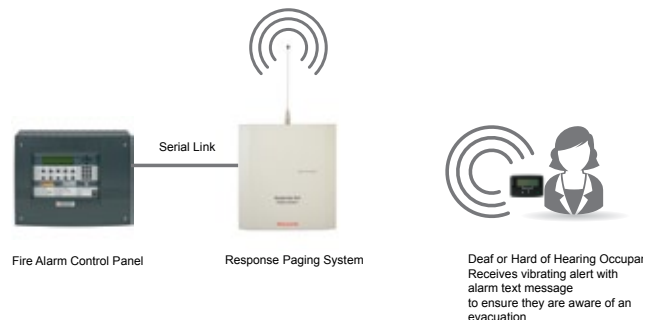 Serial Link
Fire Alarm Control Panel
Response Paging System
Deaf or Hard of Hearing Occupan
Receives vibrating alert with
alarm text message
to ensure they are aware of an
evacuation